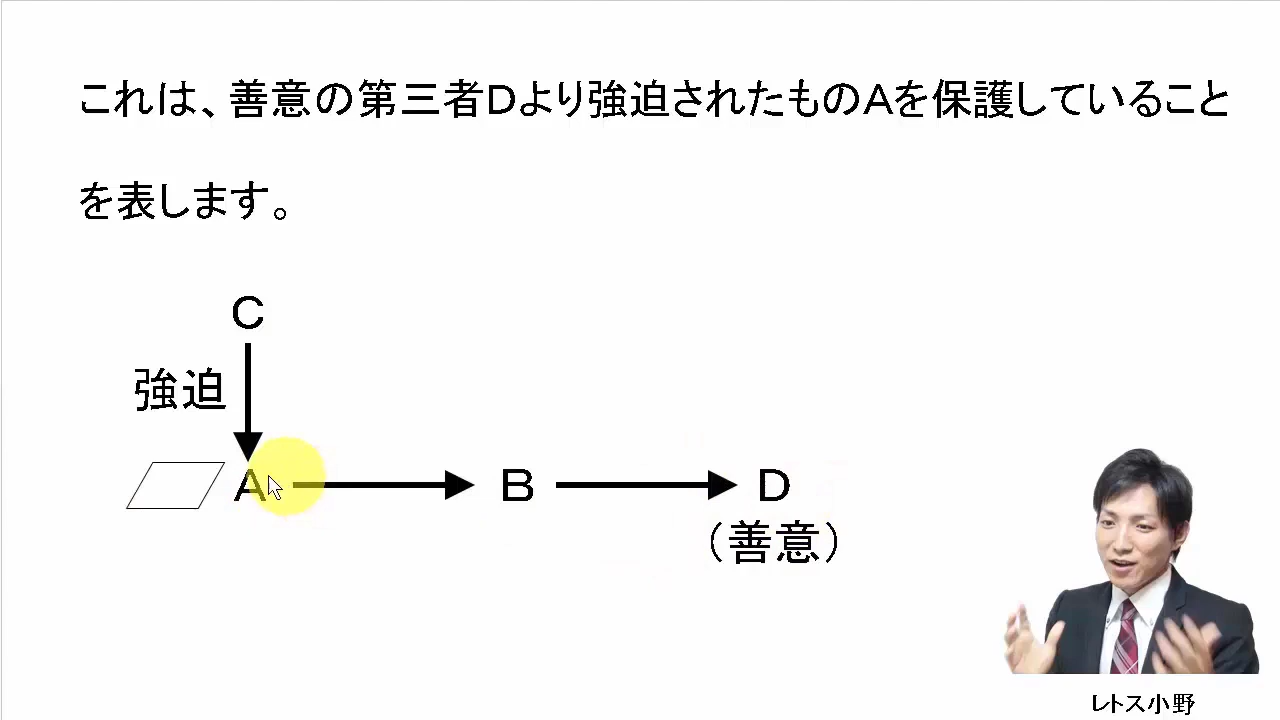 これは、善意の第三者Dより強迫されたものAを保護していること
を表します。
C
強迫
A
B
D
（善意）
レトス小野